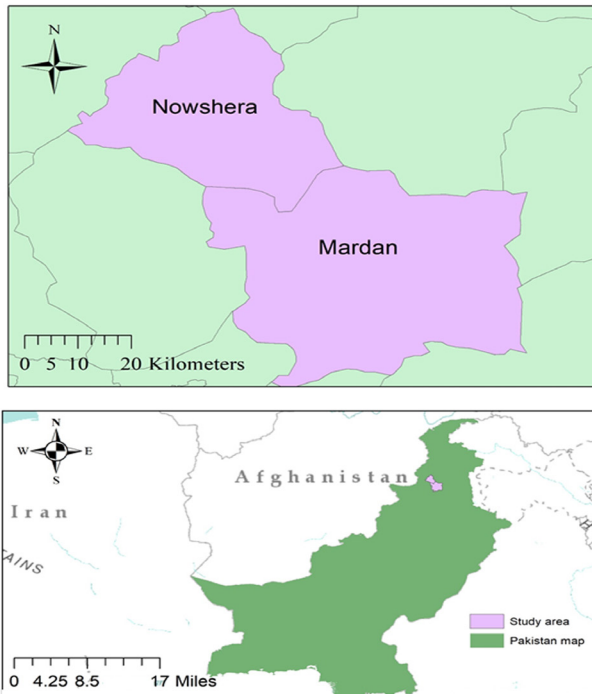 N
Nowshera
Mardan
0 5 10 20 Kilometers
N
W E
S
Afghanistan
Iran
TAINS
H
Study area
Pakistan map
0 4.25 8.5 17 Miles